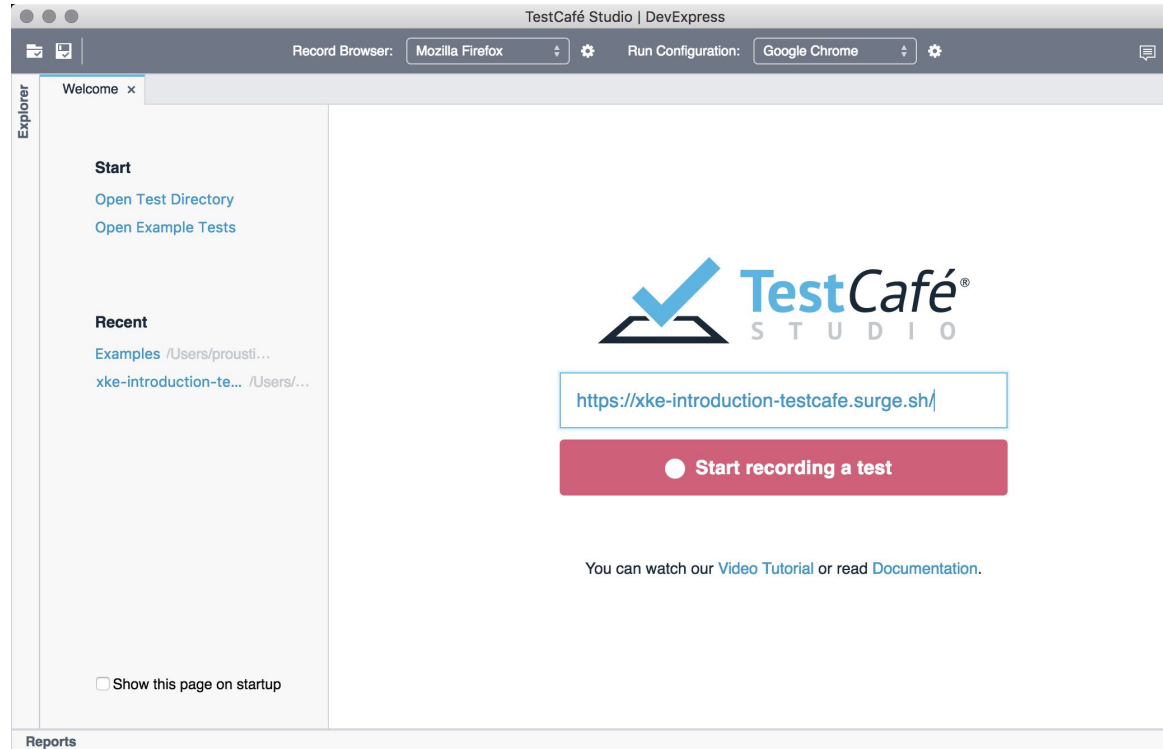 TestCafé Studio | DevExpress
Record Browser: Mozilla Firefox Run Configuration: Google Chrome
Explorer
Welcome ×
Start
Open Test Directory
Open Example Tests
Recent
Examples /Users/prousti...
xke-introduction-te... /Users/...
Show this page on startup
TestCafé®
STUDIO
https://xke-introduction-testcafe.surge.sh/
Start recording a test
You can watch our Video Tutorial or read Documentation.
Reports